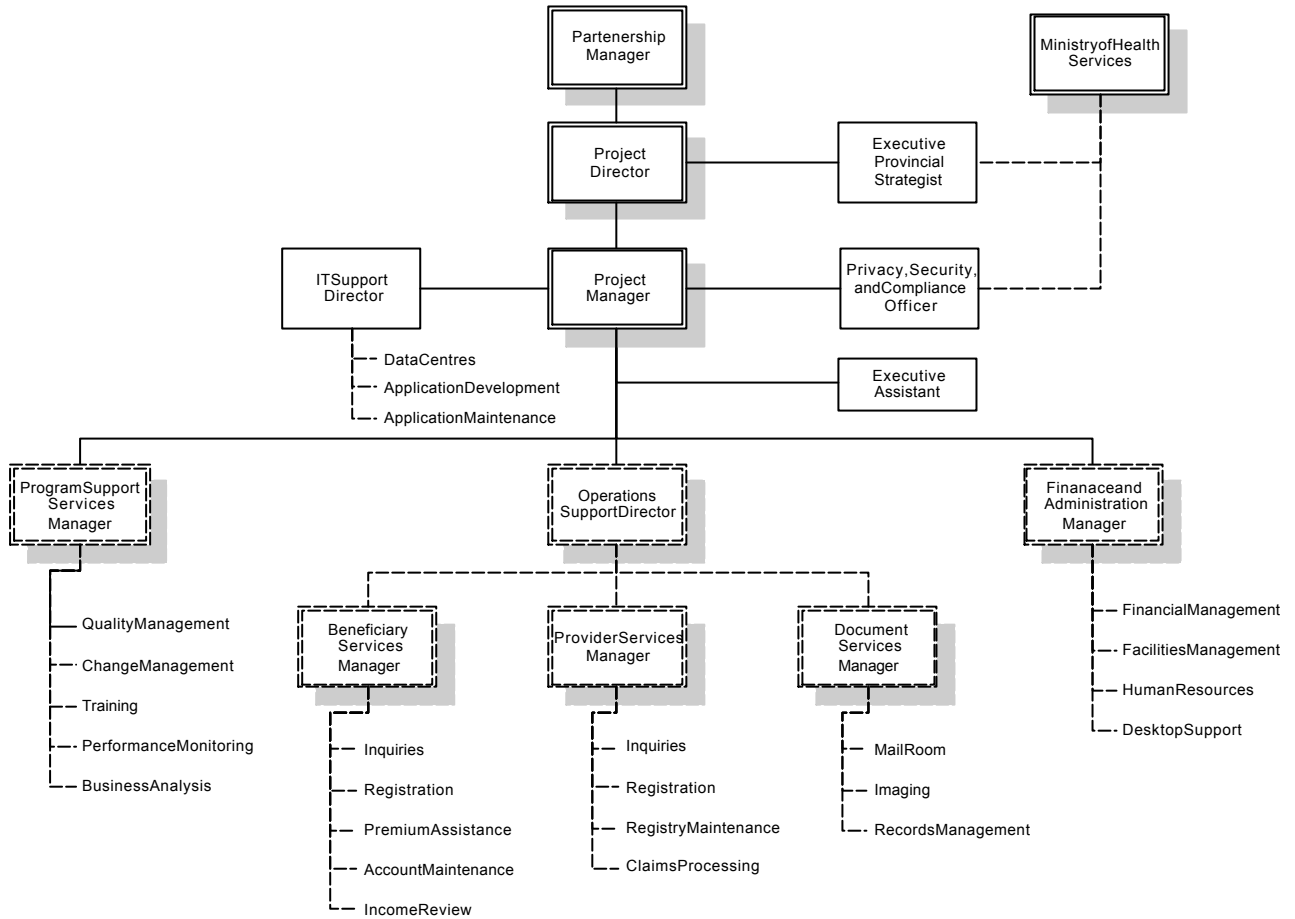 Partenership
Manager
MinistryofHealth
Services
Project
Director
Executive
Provincial
Strategist
ITSupport
Director
Project
Manager
Privacy,Security,
andCompliance
Officer
DataCentres
ApplicationDevelopment
ApplicationMaintenance
Executive
Assistant
ProgramSupport
Services
Manager
Operations
SupportDirector
Finanaceand
Administration
Manager
QualityManagement
ChangeManagement
Training
PerformanceMonitoring
BusinessAnalysis
Beneficiary
Services
Manager
ProviderServices
Manager
Document
Services
Manager
FinancialManagement
FacilitiesManagement
HumanResources
DesktopSupport
Inquiries
Registration
PremiumAssistance
AccountMaintenance
IncomeReview
Inquiries
Registration
RegistryMaintenance
ClaimsProcessing
MailRoom
Imaging
RecordsManagement